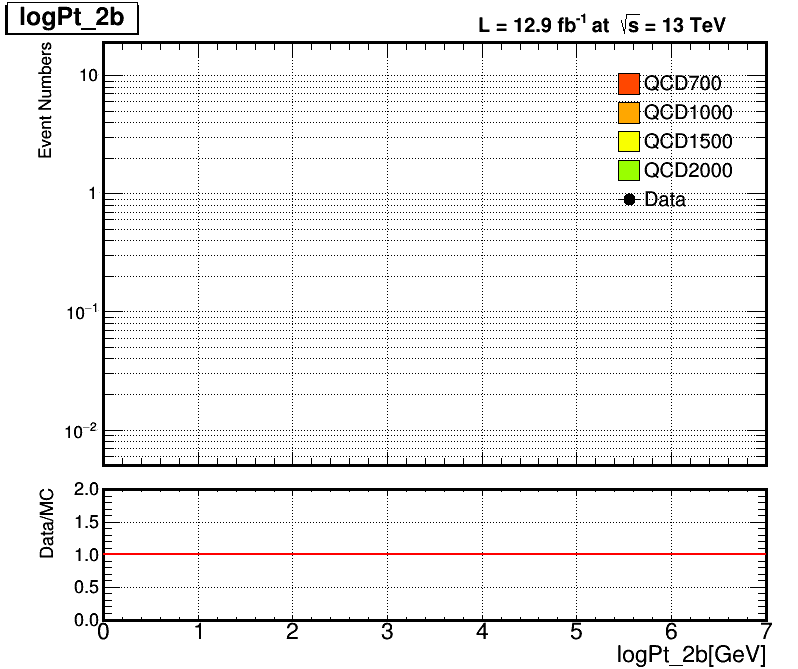 logPt_2b
L = 12.9 fb⁻¹ at √s = 13 TeV
Event Numbers
10
1
10⁻¹
10⁻²
QCD700
QCD1000
QCD1500
QCD2000
Data
Data/MC
2.0
1.5
1.0
0.5
0.0
0 1 2 3 4 5 6 7
logPt_2b[GeV]